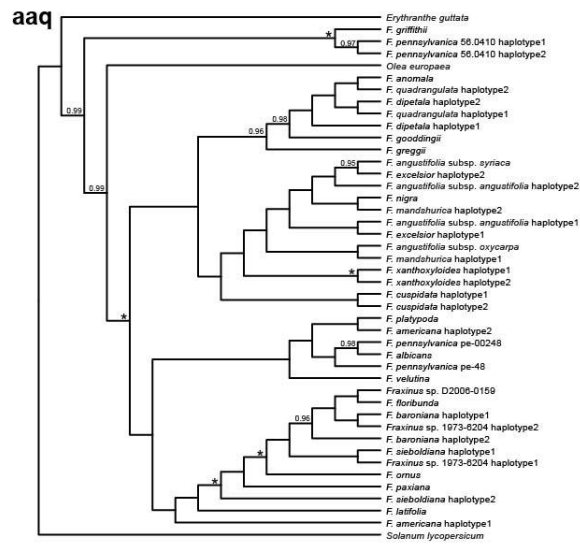 aaq
Erythranthe guttata
F. griffithii
*
0.97
F. pennsylvanica 56.0410 haplotype1
F. pennsylvanica 56.0410 haplotype2
Olea europaea
0.99
F. anomala
F. quadrangulata haplotype2
F. dipetala haplotype2
F. quadrangulata haplotype1
0.98
F. dipetala haplotype1
0.96
F. gooddingii
F. greggii
0.95
F. angustifolia subsp. syriaca
F. excelsior haplotype2
F. angustifolia subsp. angustifolia haplotype2
0.99
F. nigra
F. mandshurica haplotype2
F. angustifolia subsp. angustifolia haplotype1
F. excelsior haplotype1
F. angustifolia subsp. oxycarpa
F. mandshurica haplotype1
*
F. xanthoxyloides haplotype1
F. xanthoxyloides haplotype2
F. cuspidata haplotype1
F. cuspidata haplotype2
*
F. platypoda
F. americana haplotype2
0.98
F. pennsylvanica pe-00248
F. albicans
F. pennsylvanica pe-48
F. velutina
Fraxinus sp. D2006-0159
F. floribunda
F. baroniana haplotype1
0.96
Fraxinus sp. 1973-6204 haplotype2
F. baroniana haplotype2
F. sieboldiana haplotype1
*
Fraxinus sp. 1973-6204 haplotype1
F. ornus
*
F. paxiana
F. sieboldiana haplotype2
F. latifolia
F. americana haplotype1
Solanum lycopersicum